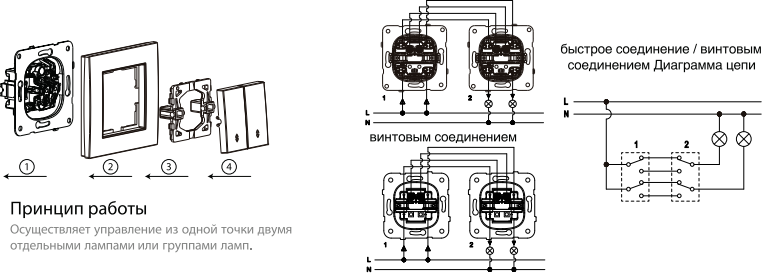 1
2
3
4
Принцип работы
Осуществляет управление из одной точки двумя
отдельными лампами или группами ламп.
1
2
L
N
винтовым соединением
1
2
L
N
быстрое соединение / винтовым
соединением Диаграмма цепи
L
N
1
2